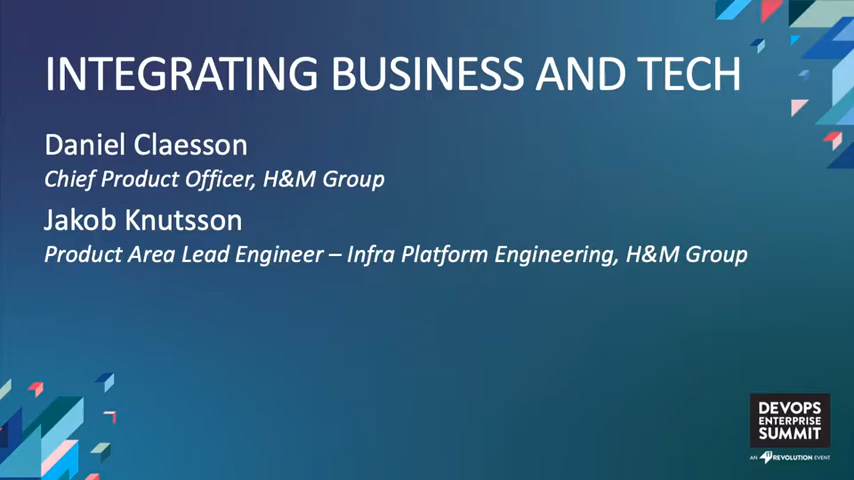 INTEGRATING BUSINESS AND TECH
Daniel Claesson
Chief Product Officer, H&M Group
Jakob Knutsson
Product Area Lead Engineer – Infra Platform Engineering, H&M Group
DEVOPS
ENTERPRISE
SUMMIT
AN IT REVOLUTION EVENT